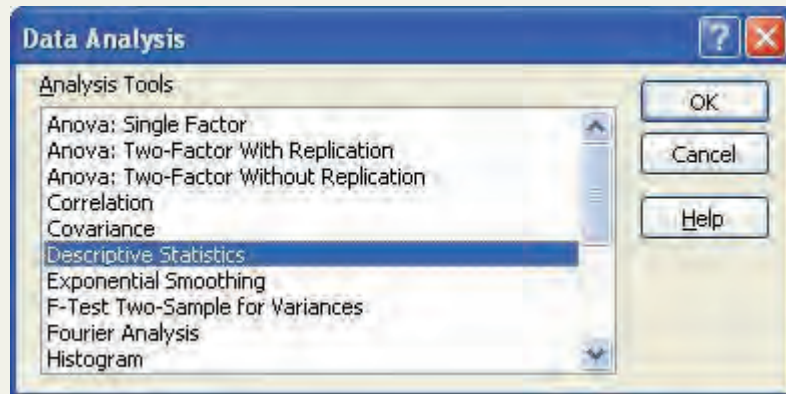 Data Analysis
Analysis Tools
Anova: Single Factor
Anova: Two-Factor With Replication
Anova: Two-Factor Without Replication
Correlation
Covariance
Descriptive Statistics
Exponential Smoothing
F-Test Two-Sample for Variances
Fourier Analysis
Histogram
OK
Cancel
Help